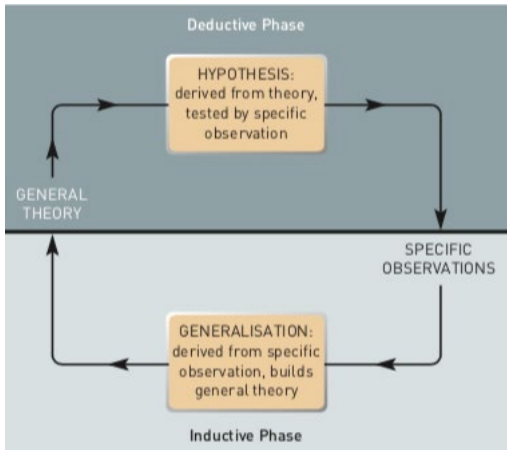 Deductive Phase
HYPOTHESIS:
derived from theory,
tested by specific
observation
GENERAL
THEORY
SPECIFIC
OBSERVATIONS
GENERALISATION:
derived from specific
observation, builds
general theory
Inductive Phase